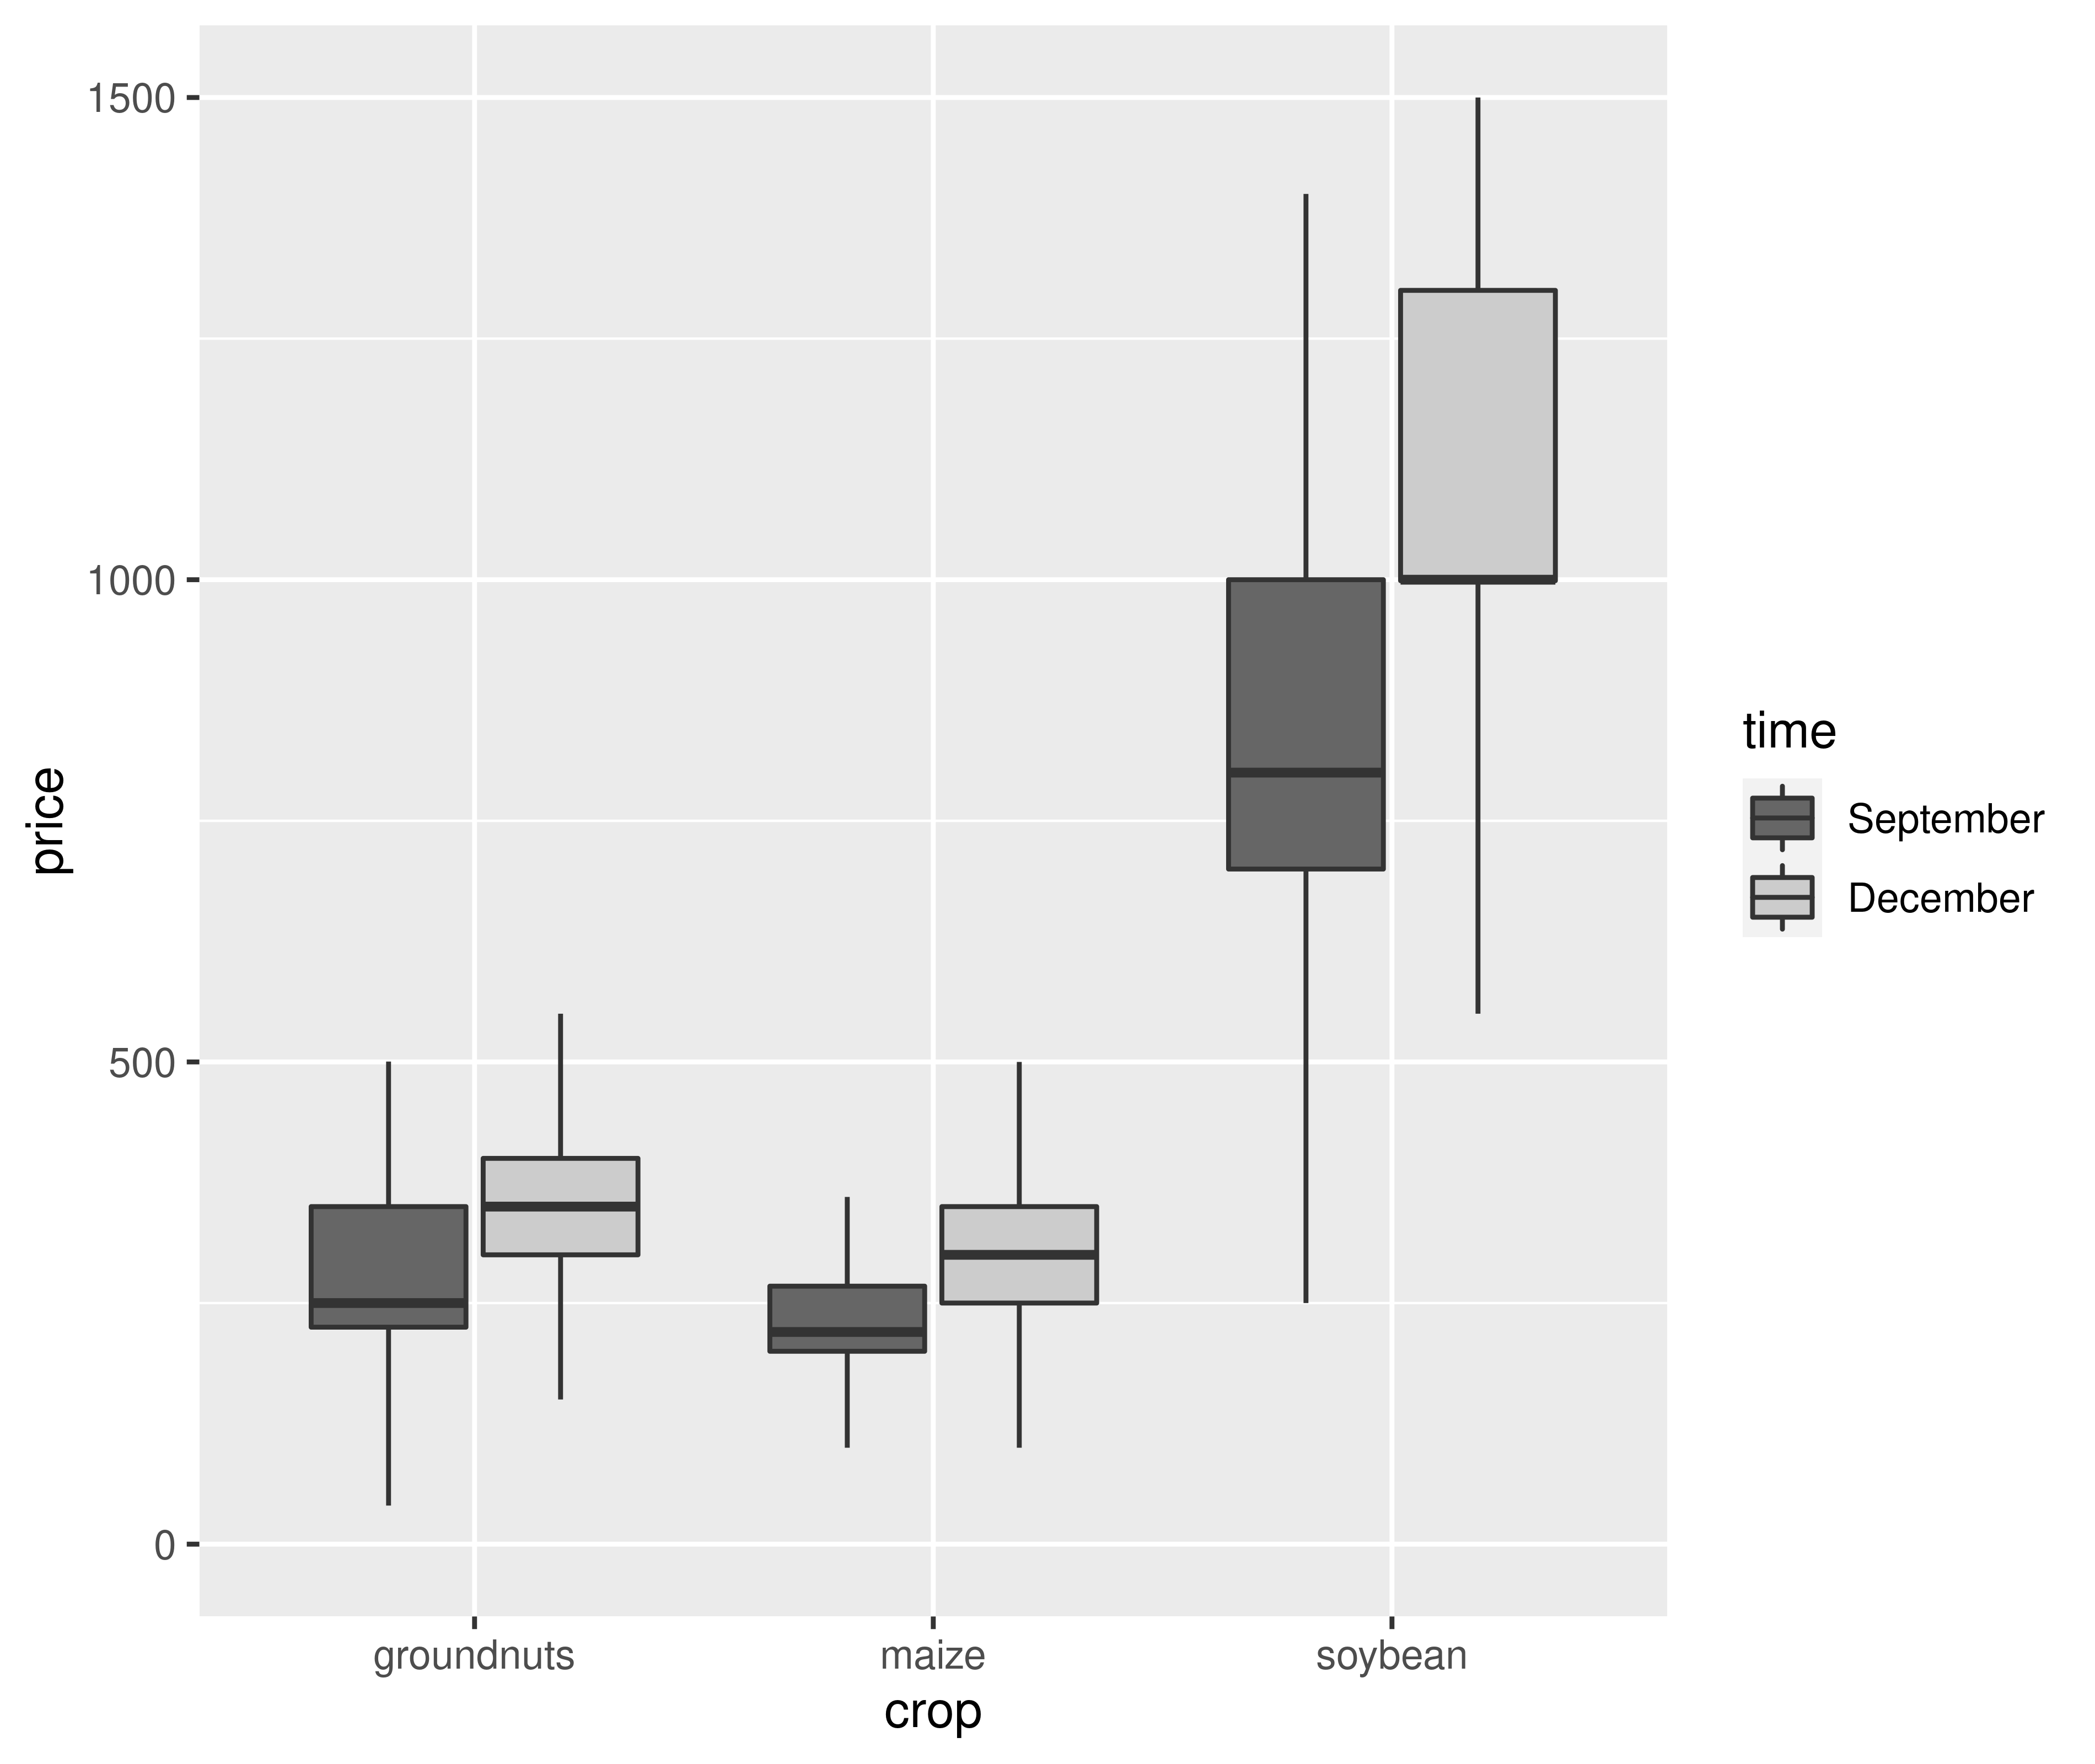 1500
1000
500
0
price
groundnuts
maize
soybean
crop
time
September
December